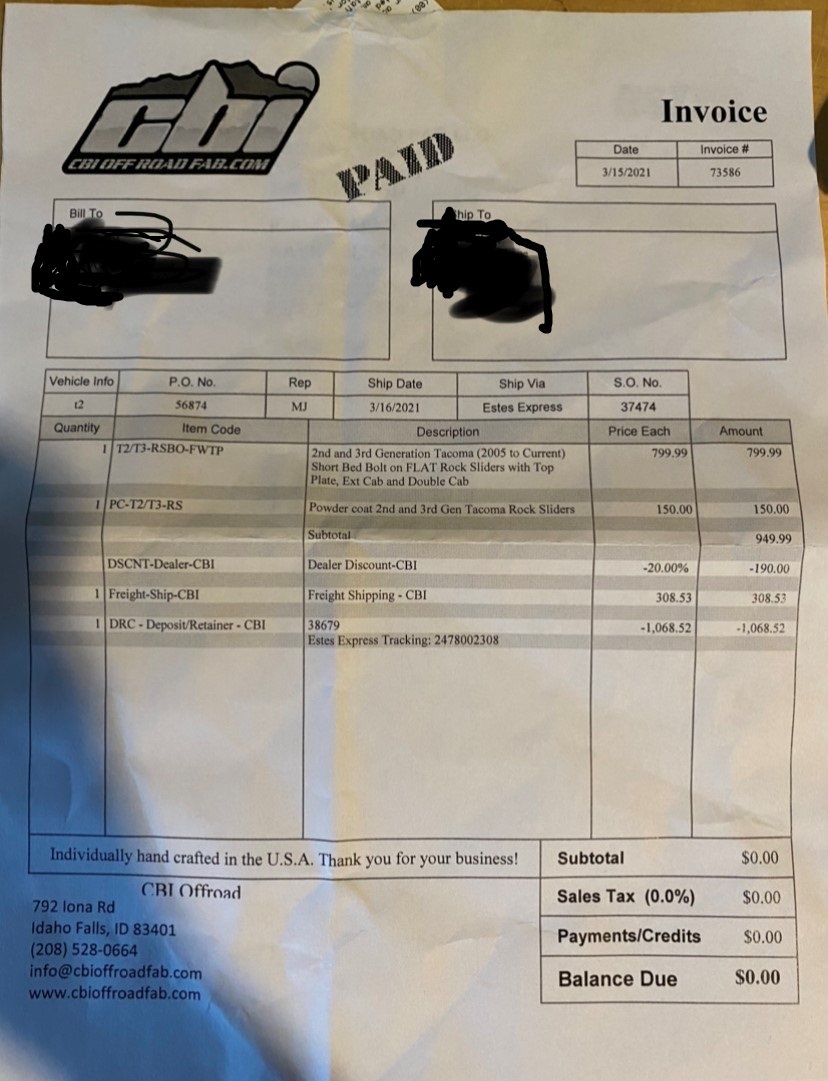 cbi
CBI OFF ROAD FAB.COM
PAID
Invoice
Date Invoice #
3/15/2021 73586
Bill To
hip To
Vehicle Info P.O. No. Rep Ship Date Ship Via S.O. No.
t2 56874 MJ 3/16/2021 Estes Express 37474
Quantity Item Code Description Price Each Amount
1 T2/T3-RSBO-FWTP 2nd and 3rd Generation Tacoma (2005 to Current) 799.99 799.99
Short Bed Bolt on FLAT Rock Sliders with Top
Plate, Ext Cab and Double Cab
1 PC-T2/T3-RS Powder coat 2nd and 3rd Gen Tacoma Rock Sliders 150.00 150.00
Subtotal 949.99
DSCNT-Dealer-CBI Dealer Discount-CBI -20.00% -190.00
1 Freight-Ship-CBI Freight Shipping - CBI 308.53 308.53
1 DRC - Deposit/Retainer - CBI 38679 -1,068.52 -1,068.52
Estes Express Tracking: 2478002308
Individually hand crafted in the U.S.A. Thank you for your business!
Subtotal $0.00
Sales Tax (0.0%) $0.00
Payments/Credits $0.00
Balance Due $0.00
CBI Offroad
792 Iona Rd
Idaho Falls, ID 83401
(208) 528-0664
info@cbioffroadfab.com
www.cbioffroadfab.com